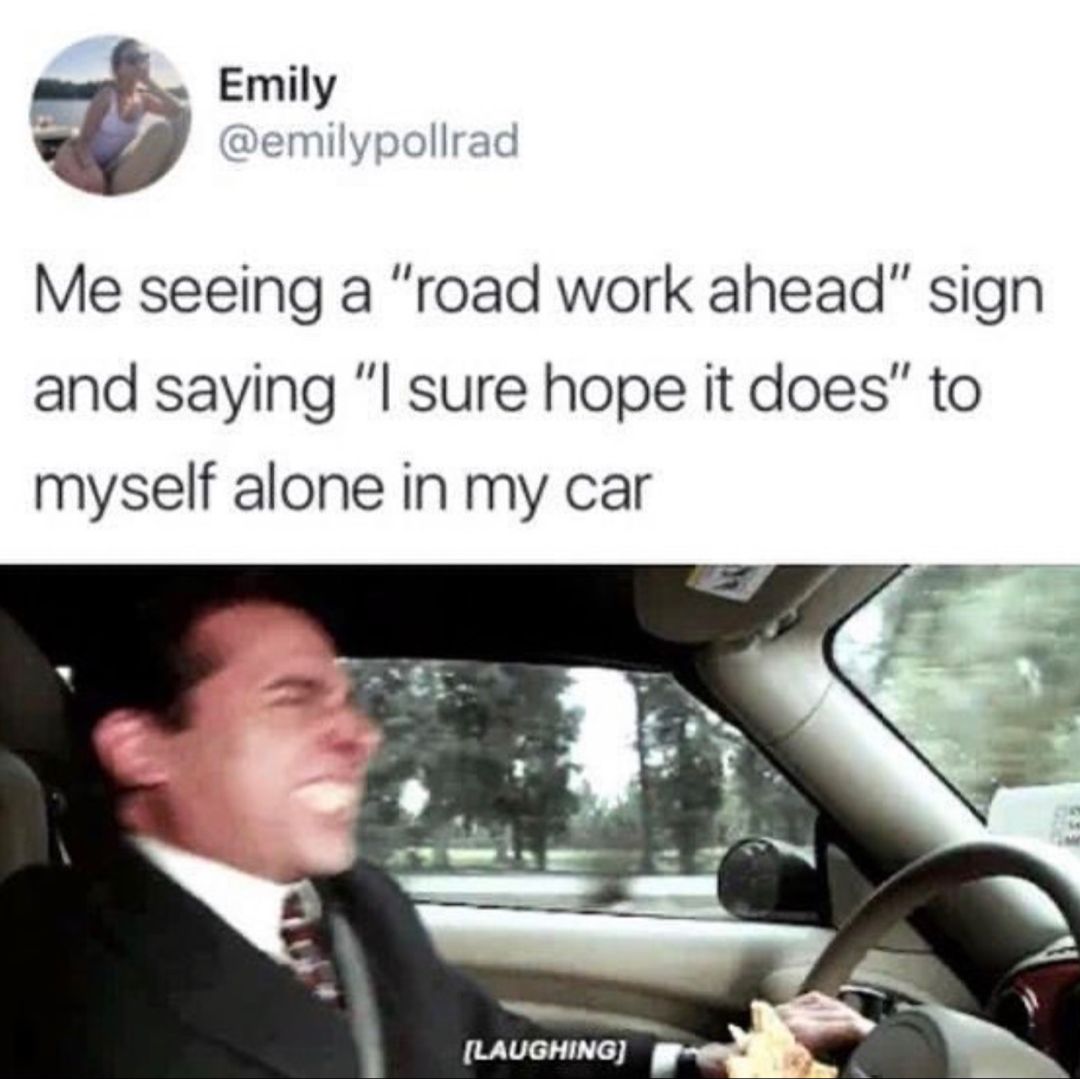 Emily
@emilypollrad
Me seeing a "road work ahead" sign
and saying "I sure hope it does" to
myself alone in my car
[LAUGHING]